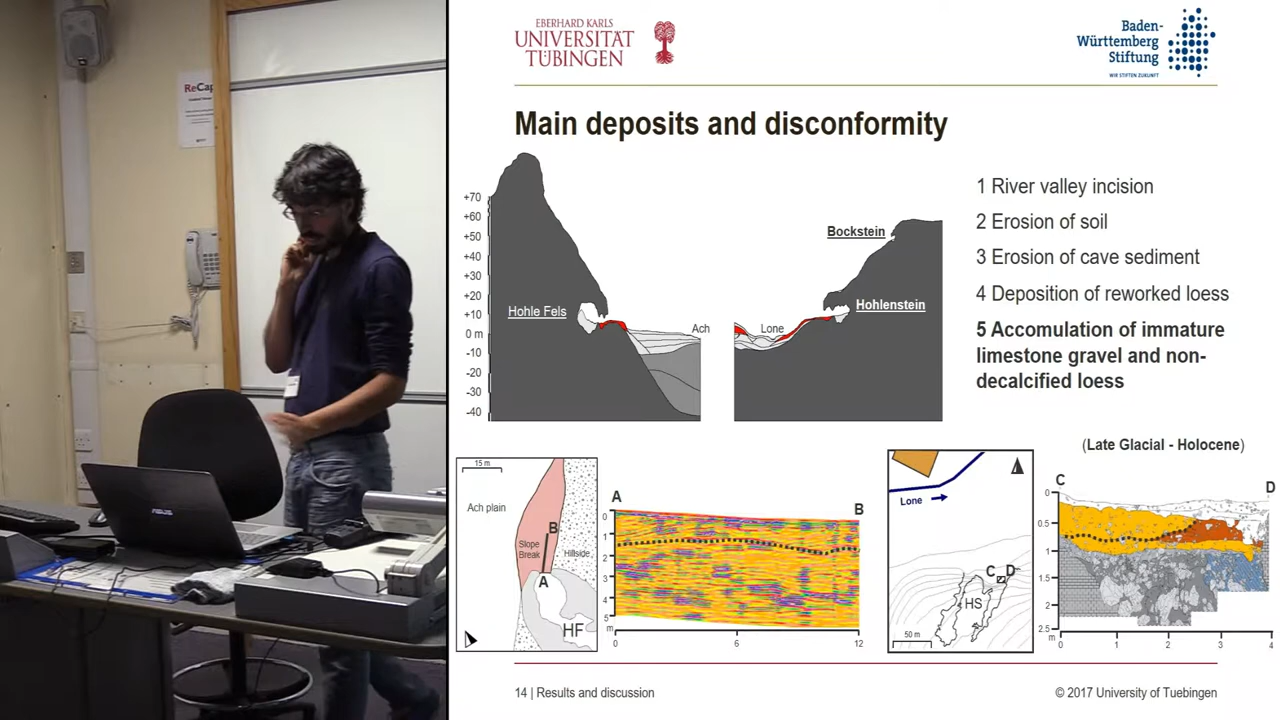 ReCap
EBERHARD KARLS
UNIVERSITÄT
TÜBINGEN
Baden-
Württemberg
Stiftung
WIR STIFTEN ZUKUNFT
Main deposits and disconformity
+70
+60
+50
+40
+30
+20
+10
0 m
-10
-20
-30
-40
Hohle Fels
Ach
Bockstein
Hohlenstein
Lone
1 River valley incision
2 Erosion of soil
3 Erosion of cave sediment
4 Deposition of reworked loess
5 Accomulation of immature
limestone gravel and non-
decalcified loess
(Late Glacial - Holocene)
15 m
Ach plain
Slope
Break
B
Hillside
A
HF
A
B
0
1
2
3
4
5
m
0
6
12
Lone
C
D
HS
50 m
C
D
0
0.5
1
1.5
2
2.5
m
0
1
2
3
4
ASUS
14 | Results and discussion
© 2017 University of Tuebingen